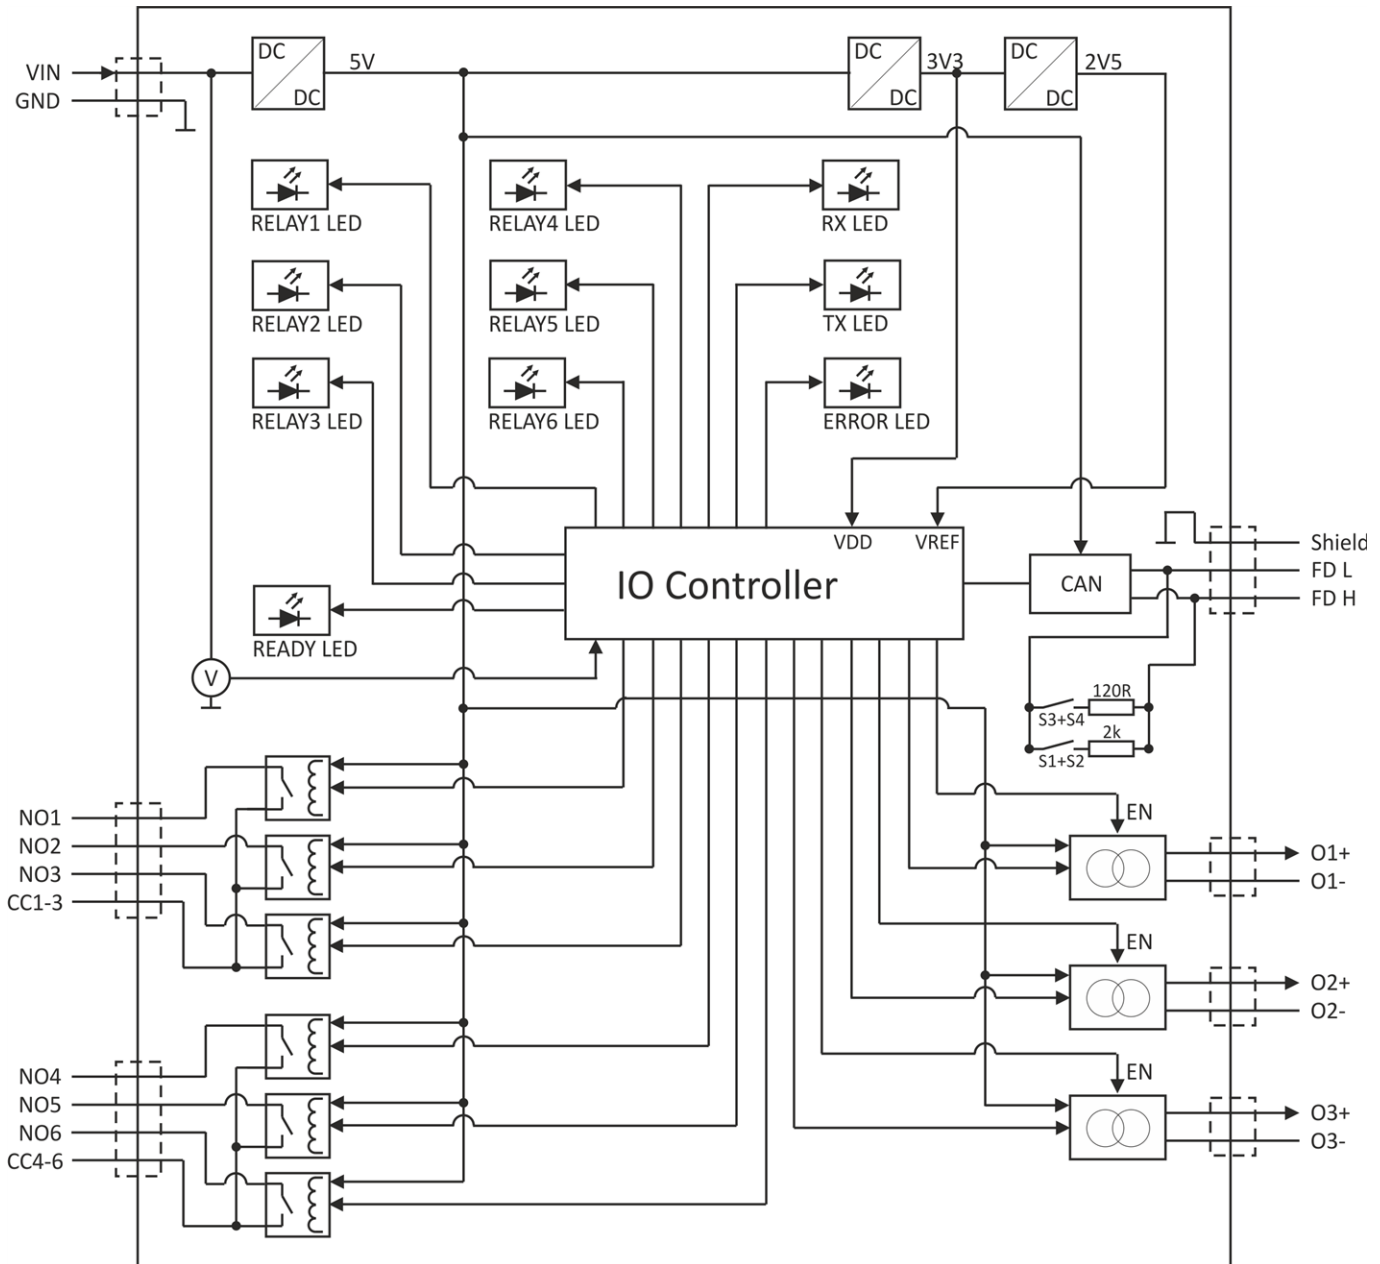 VIN
GND
DC
DC
5V
DC
DC
3V3
DC
DC
2V5
RELAY1 LED
RELAY4 LED
RX LED
RELAY2 LED
RELAY5 LED
TX LED
RELAY3 LED
RELAY6 LED
ERROR LED
VDD
VREF
IO Controller
CAN
Shield
FD L
FD H
READY LED
V
120R
S3+S4
2k
S1+S2
NO1
NO2
NO3
CC1-3
EN
O1+
O1-
EN
O2+
O2-
NO4
NO5
NO6
CC4-6
EN
O3+
O3-